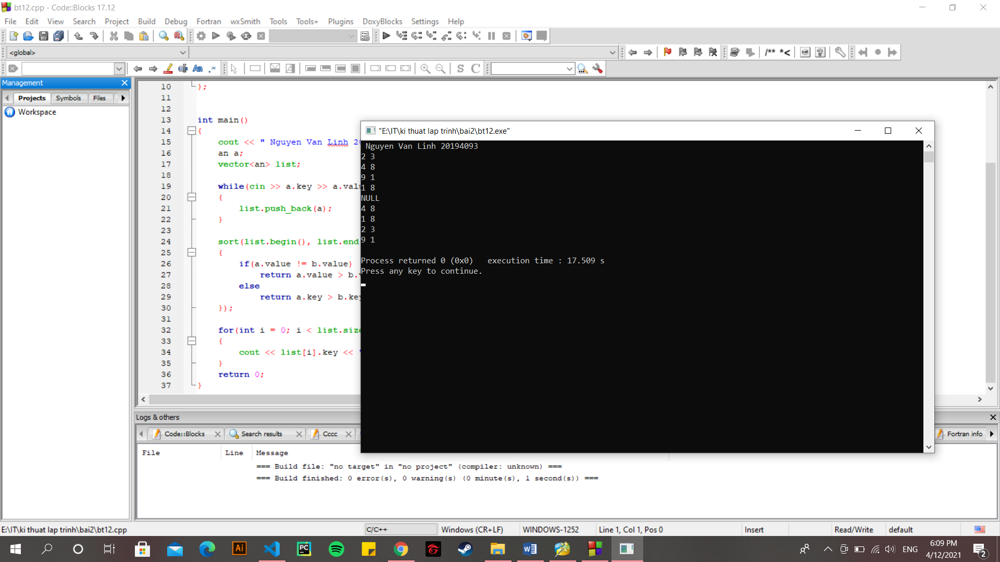 bt12.cpp - Code::Blocks 17.12
File Edit View Search Project Build Debug Fortran wxSmith Tools Tools+ Plugins DoxyBlocks Settings Help
<global>
/** *<
S C
Management
Projects Symbols Files
Workspace
10 };
11
12
13 int main()
14 {
15 cout << " Nguyen Van Linh 20
16 an a;
17 vector<an> list;
18
19 while(cin >> a.key >> a.val
20 {
21 list.push_back(a);
22 }
23
24 sort(list.begin(), list.end
25 {
26 if(a.value != b.value)
27 return a.value > b.
28 else
29 return a.key > b.key
30 });
31
32 for(int i = 0; i < list.size
33 {
34 cout << list[i].key << "
35 }
36 return 0;
37 }
"E:\IT\ki thuat lap trinh\bai2\bt12.exe"
Nguyen Van Linh 20194093
2 3
4 8
9 1
1 8
NULL
4 8
1 8
2 3
9 1
Process returned 0 (0x0) execution time : 17.509 s
Press any key to continue.
Logs & others
Code::Blocks Search results Cccc Fortran info
File Line Message
=== Build file: "no target" in "no project" (compiler: unknown) ===
=== Build finished: 0 error(s), 0 warning(s) (0 minute(s), 1 second(s)) ===
E:\IT\ki thuat lap trinh\bai2\bt12.cpp C/C++ Windows (CR+LF) WINDOWS-1252 Line 1, Col 1, Pos 0 Insert Read/Write default
Ai PC W ENG 6:09 PM
4/12/2021
2